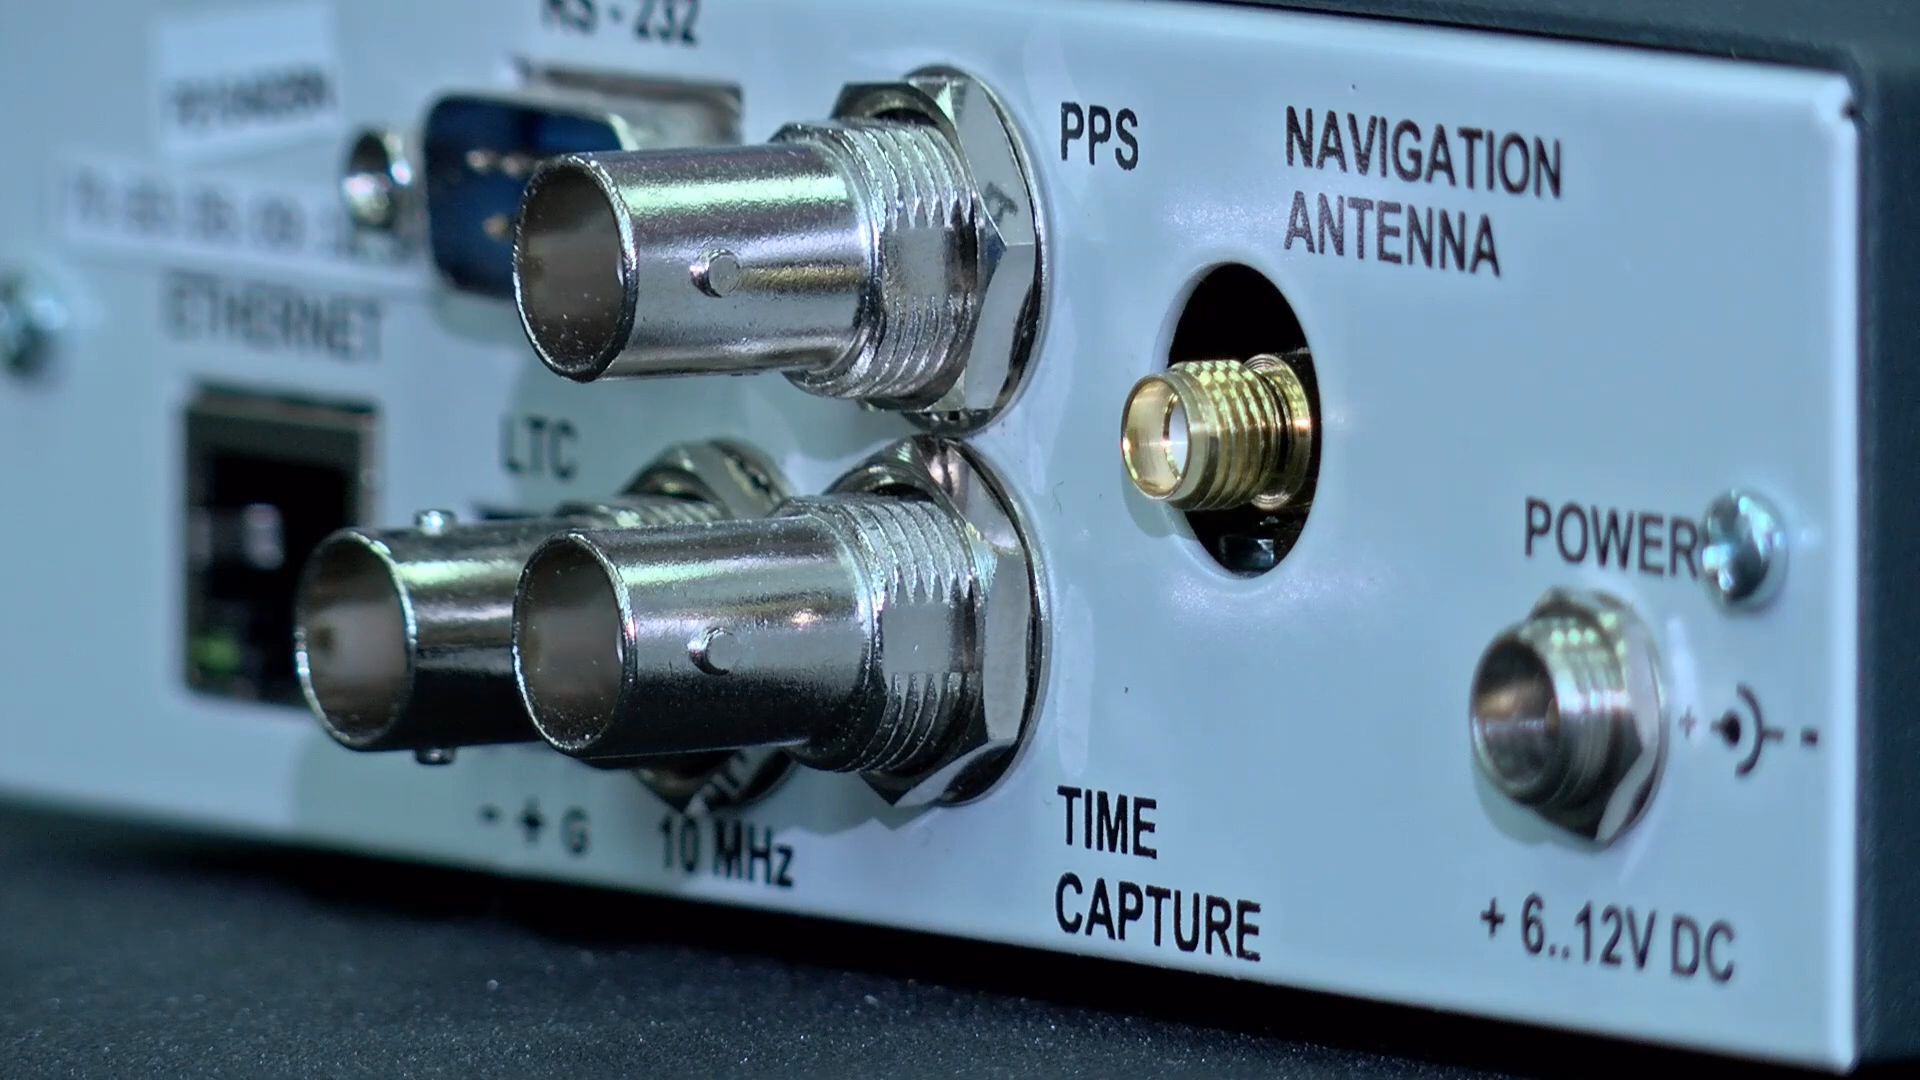 RS - 232
PPS
NAVIGATION
ANTENNA
ETHERNET
LTC
POWER
+ -
- + G
10 MHz
TIME
CAPTURE
+ 6..12V DC